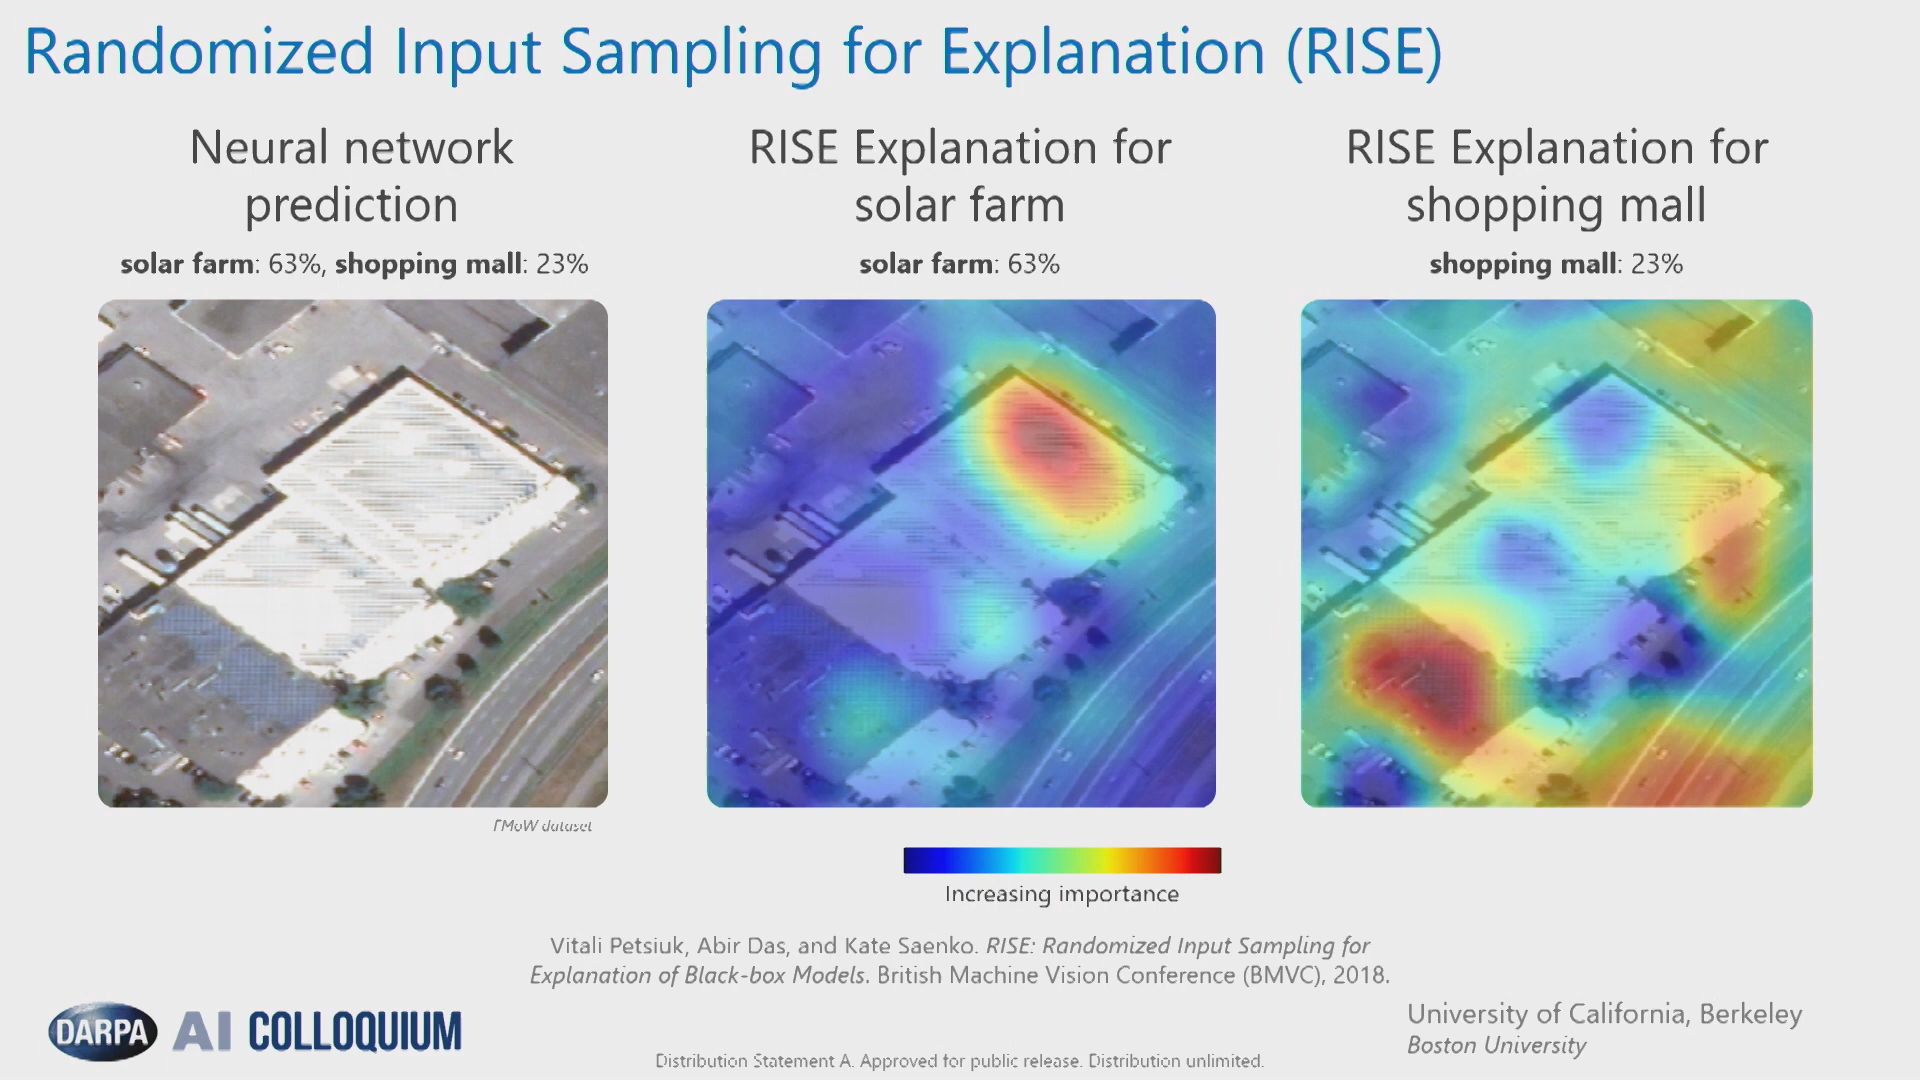 Randomized Input Sampling for Explanation (RISE)
Neural network
prediction
solar farm: 63%, shopping mall: 23%
RISE Explanation for
solar farm
solar farm: 63%
RISE Explanation for
shopping mall
shopping mall: 23%
FMoW dataset
Increasing importance
Vitali Petsiuk, Abir Das, and Kate Saenko. RISE: Randomized Input Sampling for
Explanation of Black-box Models. British Machine Vision Conference (BMVC), 2018.
DARPA AI COLLOQUIUM
University of California, Berkeley
Boston University
Distribution Statement A. Approved for public release. Distribution unlimited.